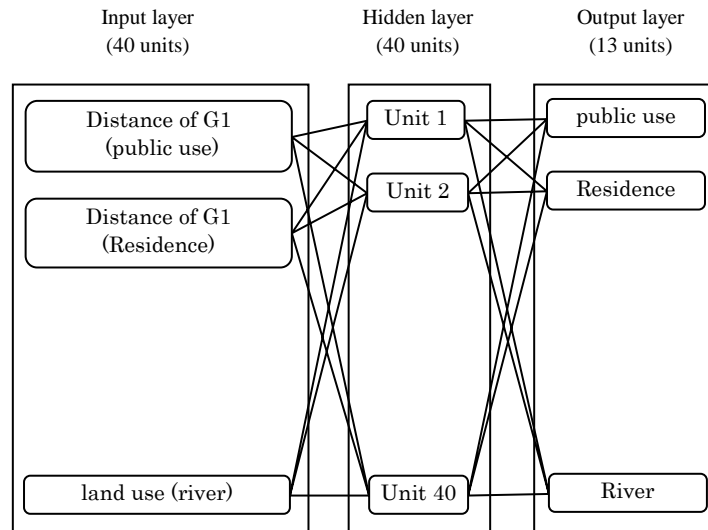 Input layer
(40 units)
Hidden layer
(40 units)
Output layer
(13 units)
Distance of G1
(public use)
Distance of G1
(Residence)
land use (river)
Unit 1
Unit 2
Unit 40
public use
Residence
River